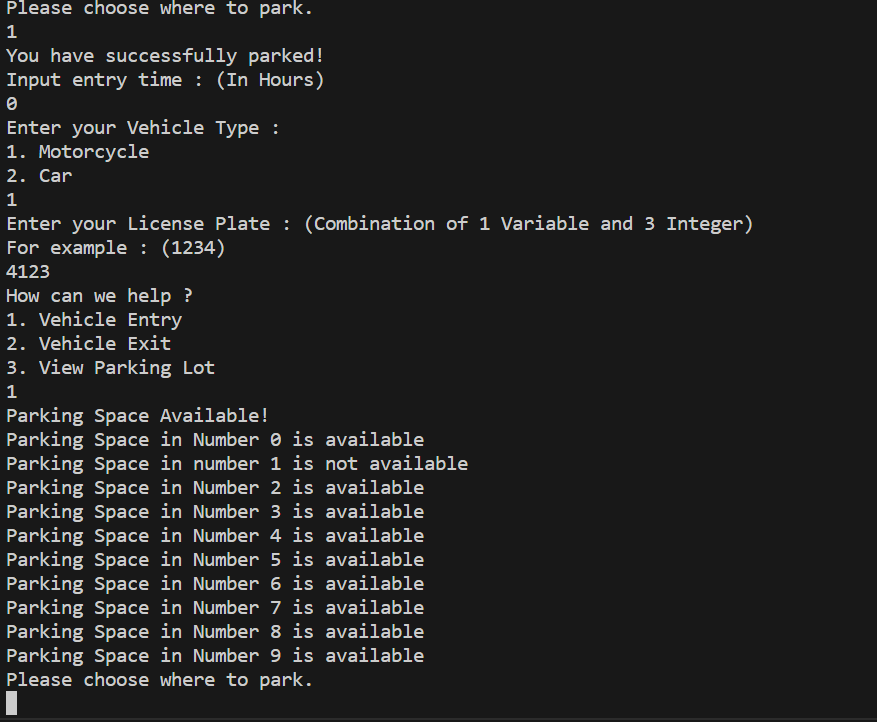 Please choose where to park.
1
You have successfully parked!
Input entry time : (In Hours)
0
Enter your Vehicle Type :
1. Motorcycle
2. Car
1
Enter your License Plate : (Combination of 1 Variable and 3 Integer)
For example : (1234)
4123
How can we help ?
1. Vehicle Entry
2. Vehicle Exit
3. View Parking Lot
1
Parking Space Available!
Parking Space in Number 0 is available
Parking Space in number 1 is not available
Parking Space in Number 2 is available
Parking Space in Number 3 is available
Parking Space in Number 4 is available
Parking Space in Number 5 is available
Parking Space in Number 6 is available
Parking Space in Number 7 is available
Parking Space in Number 8 is available
Parking Space in Number 9 is available
Please choose where to park.